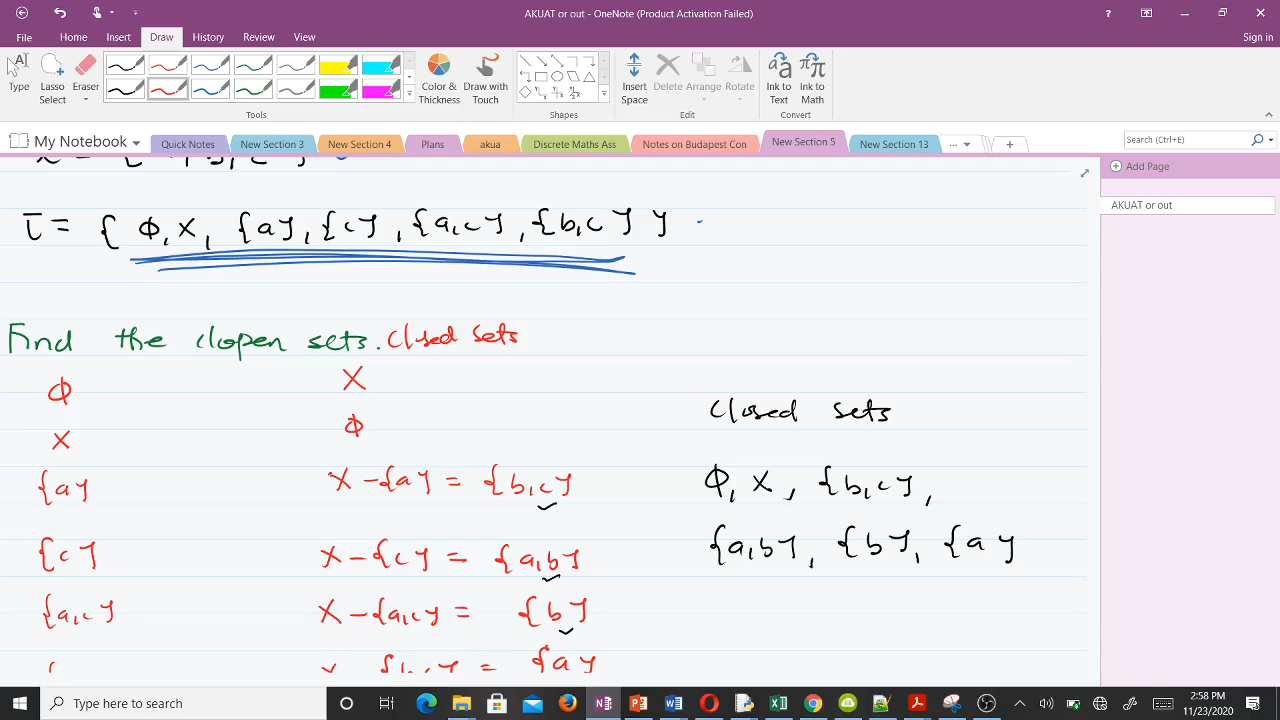 AKUAT or out - OneNote (Product Activation Failed)
File Home Insert Draw History Review View
Sign in
Type Lasso Select Eraser Color & Thickness Draw with Touch Insert Space Delete Arrange Rotate Ink to Text Ink to Math
Tools Shapes Edit Convert
My Notebook Quick Notes New Section 3 New Section 4 Plans akua Discrete Maths Ass Notes on Budapest Con New Section 5 New Section 13 ... Search (Ctrl+E)
Add Page
AKUAT or out
τ = { Φ, X, {a}, {c}, {a,c}, {b,c} }
Find the clopen sets. Closed sets
Φ X
X Φ
{a} X - {a} = {b,c}
{c} X - {c} = {a,b}
{a,c} X - {a,c} = {b}
= {a}
Closed sets
Φ, X, {b,c},
{a,b}, {b}, {a}
Type here to search
2:58 PM
11/23/2020